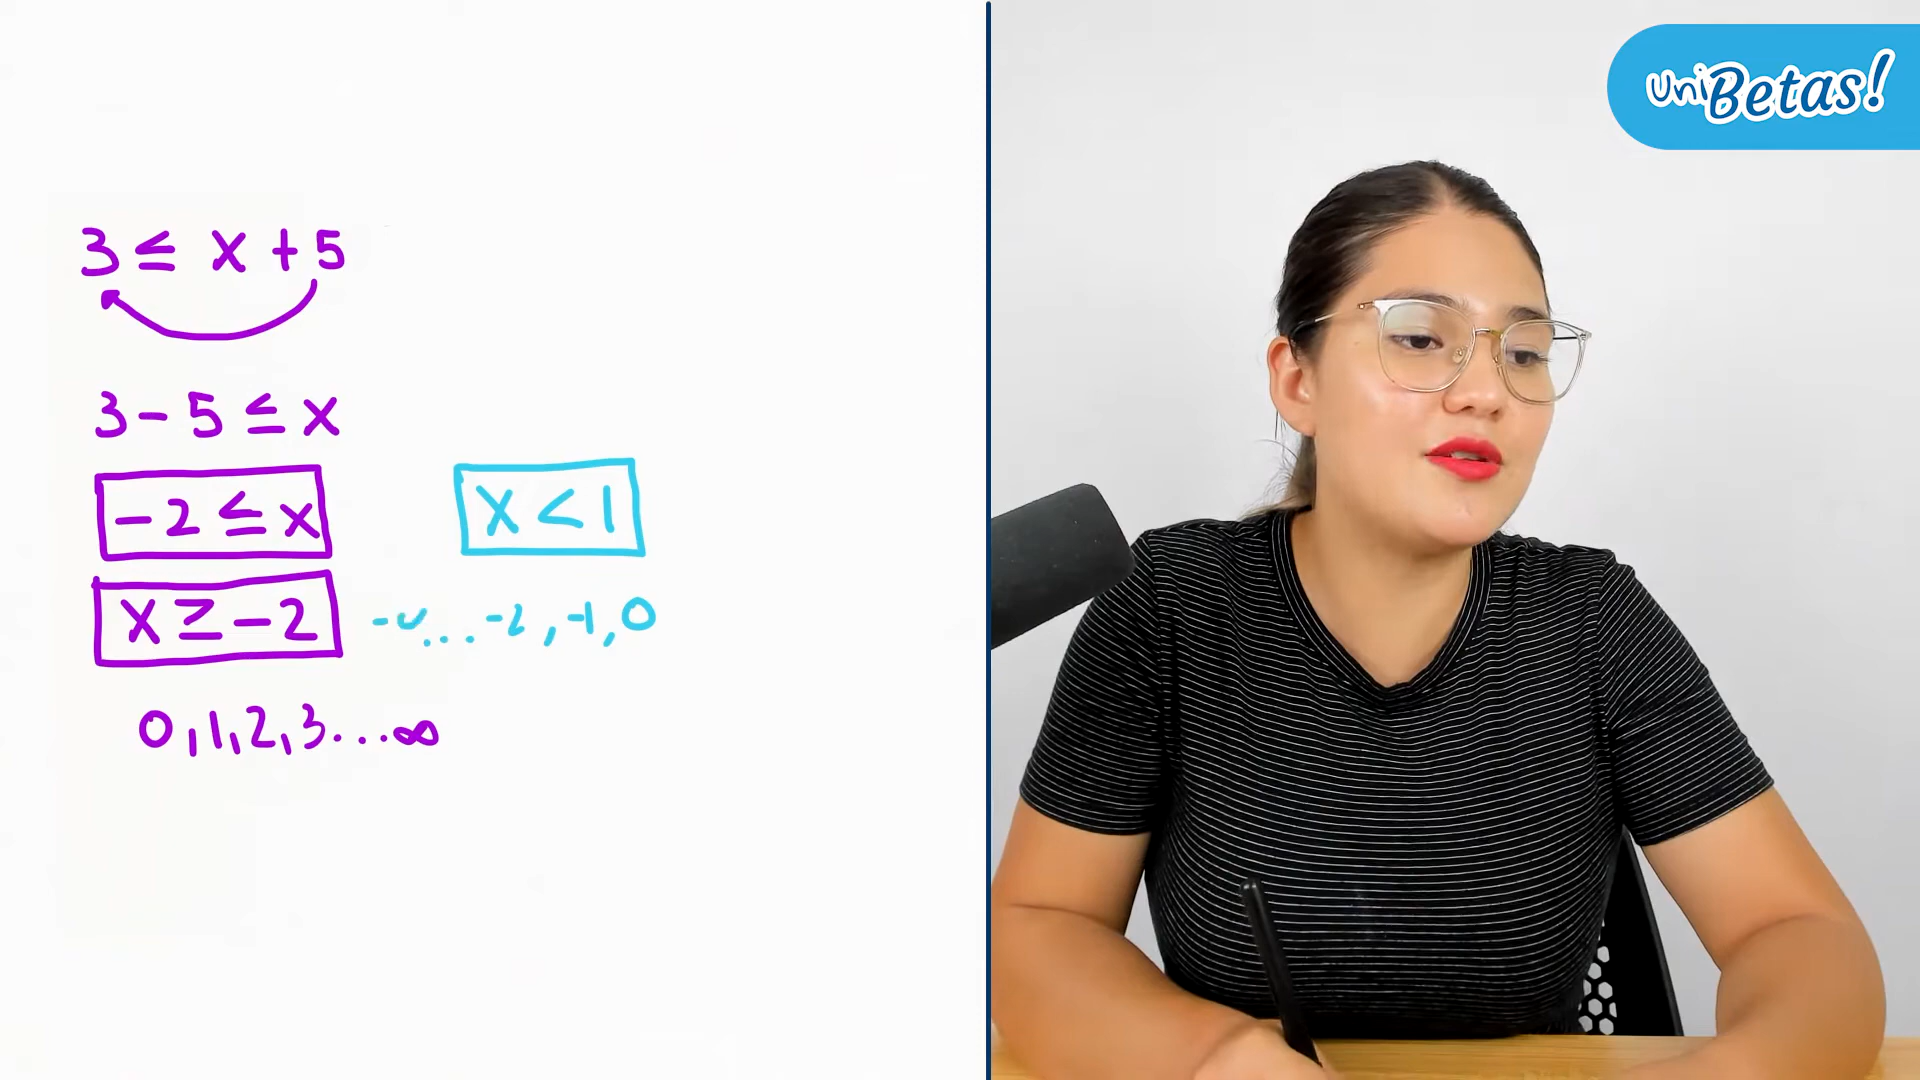 uniBetas!
3 ≤ x + 5
3 - 5 ≤ x
-2 ≤ x
x < 1
x ≥ -2
... -2, -1, 0
0, 1, 2, 3... ∞